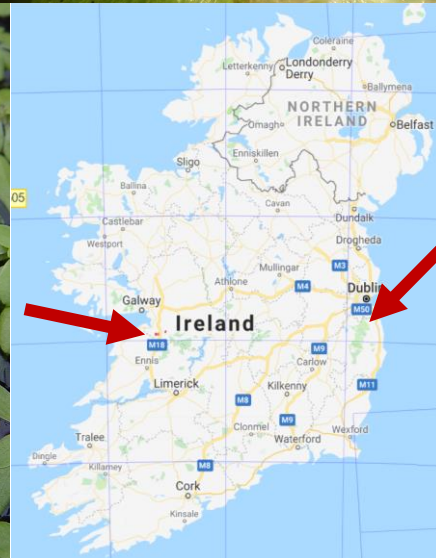 Coleraine
Letterkenny
Londonderry
Derry
Ballymena
NORTHERN
IRELAND
Omagh
Belfast
Enniskillen
Sligo
05
Ballina
Cavan
Castlebar
Dundalk
Westport
Drogheda
M3
Mullingar
Athlone
M4
Dublin
Galway
M50
Ireland
M18
M9
Ennis
Carlow
Limerick
Kilkenny
M11
M8
M9
Clonmel
Wexford
Tralee
Waterford
Dingle
Killarney
M8
Cork
Kinsale